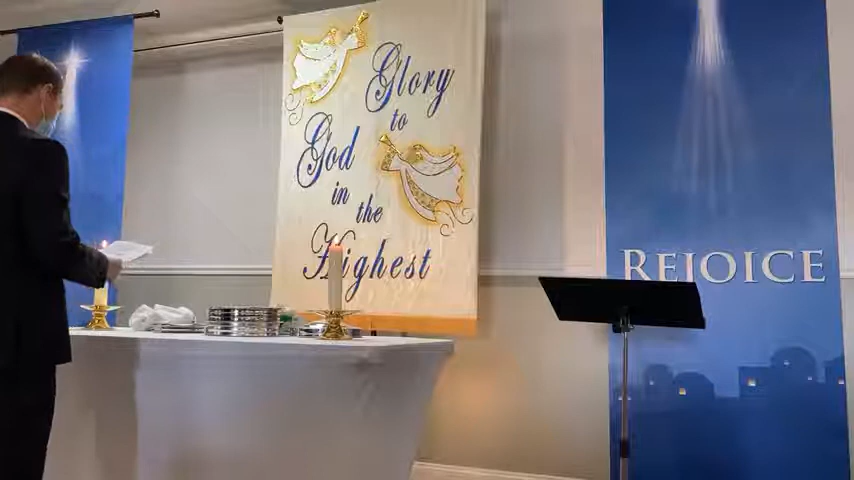 Glory
to
God
in
the
Highest
REJOICE